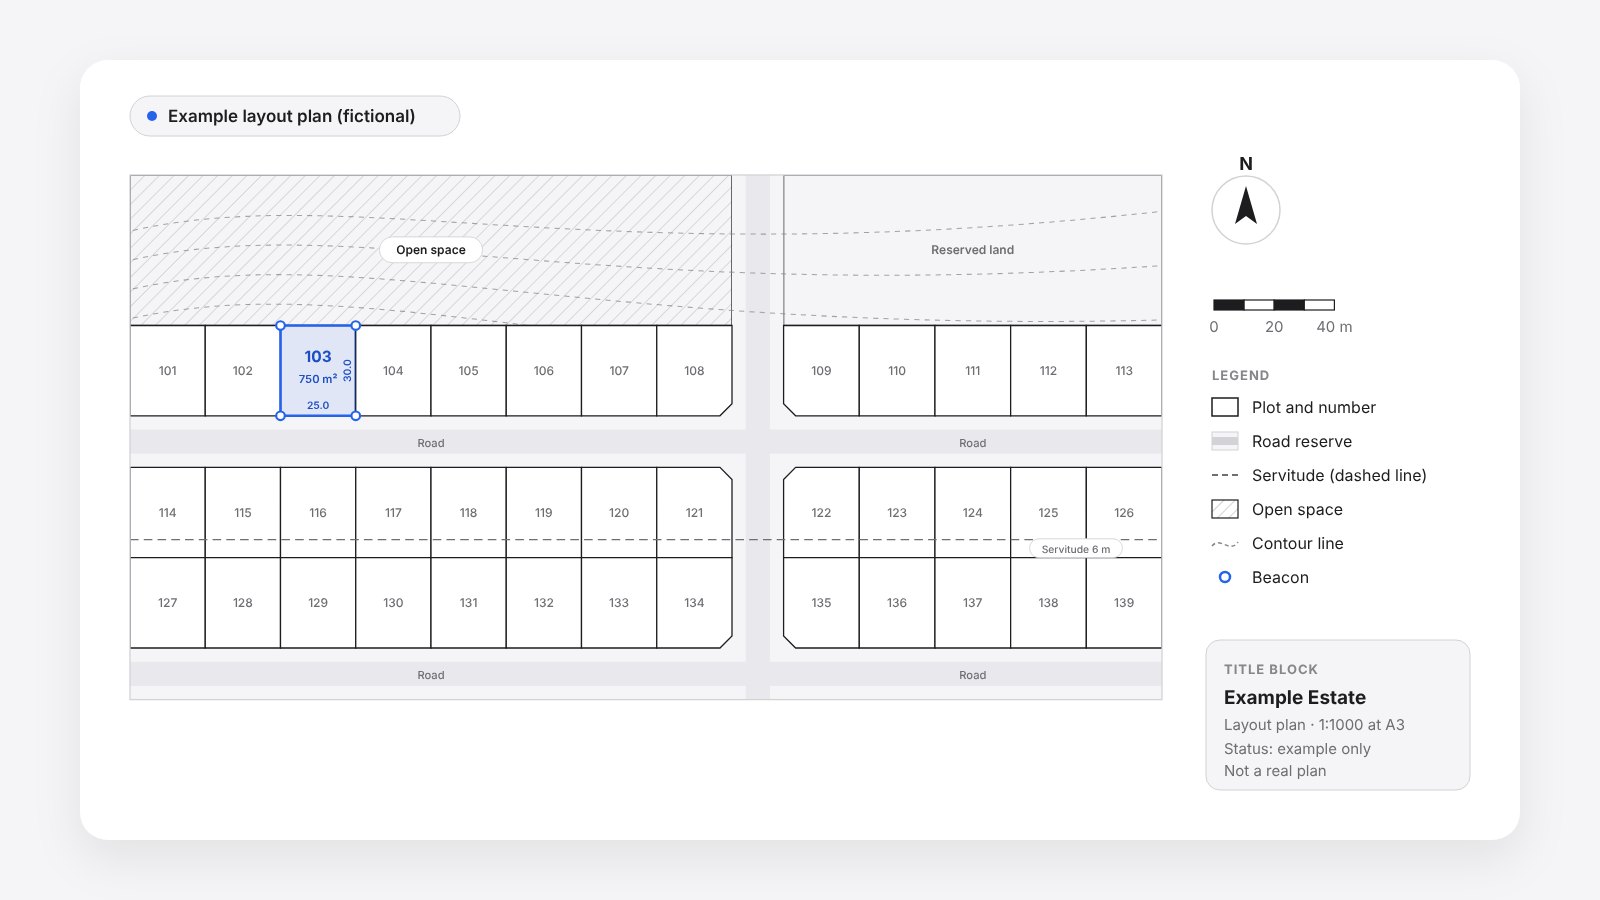 Example layout plan (fictional)
N
Open space
Reserved land
0 20 40 m
103
750 m²
30.0
25.0
101 102 104 105 106 107 108 109 110 111 112 113
Road Road
114 115 116 117 118 119 120 121 122 123 124 125 126
Servitude 6 m
127 128 129 130 131 132 133 134 135 136 137 138 139
Road Road
LEGEND
Plot and number
Road reserve
Servitude (dashed line)
Open space
Contour line
Beacon
TITLE BLOCK
Example Estate
Layout plan · 1:1000 at A3
Status: example only
Not a real plan